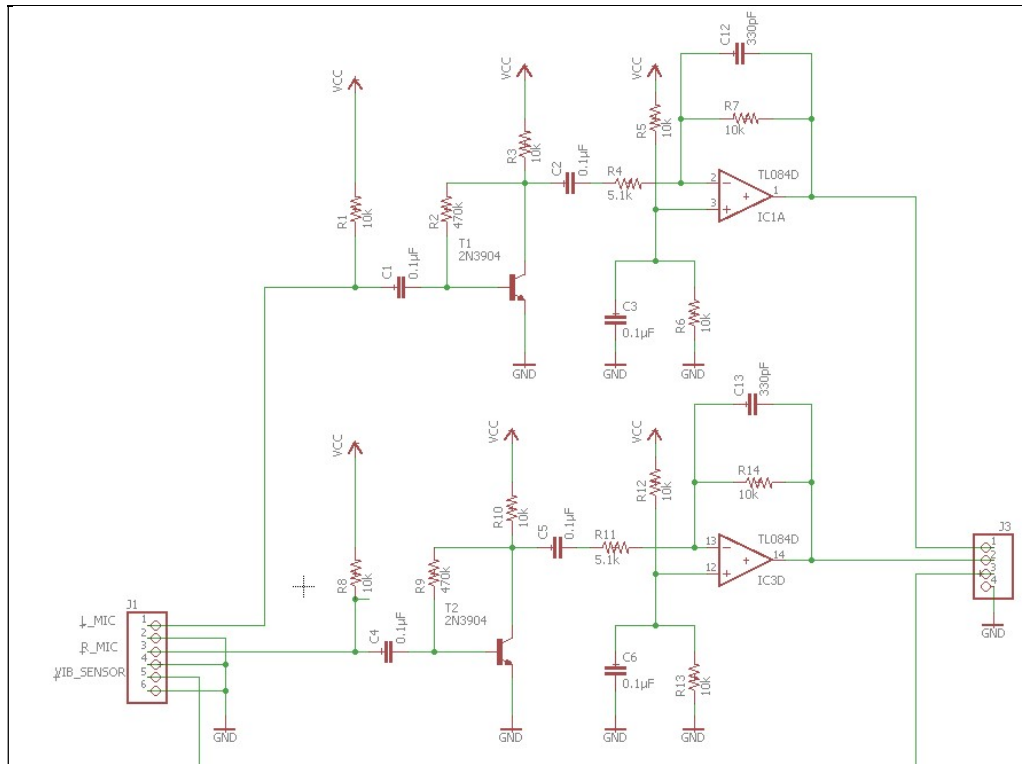 C12
330pF
VCC
VCC
VCC
R7
10k
R5
10k
R3
10k
C2
0.1µF
R4
5.1k
TL084D
2
-
+
1
3
+
IC1A
R1
10k
R2
470k
T1
2N3904
C1
0.1µF
C3
0.1µF
R6
10k
GND
GND
GND
C13
330pF
VCC
VCC
VCC
R14
10k
R12
10k
R10
10k
C5
0.1µF
R11
5.1k
TL084D
13
-
+
14
12
+
IC3D
J3
1
2
3
4
GND
R8
10k
R9
470k
T2
2N3904
C4
0.1µF
J1
L_MIC
1
2
R_MIC
3
4
VIB_SENSOR
5
6
C6
0.1µF
R13
10k
GND
GND
GND
GND